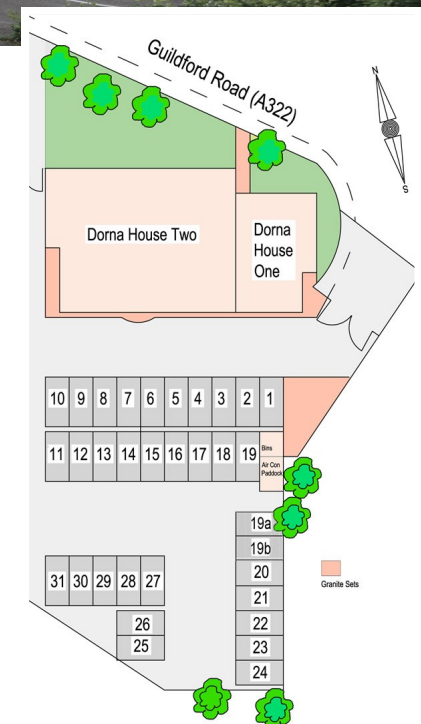 Guildford Road (A322)
N
S
Dorna House Two
Dorna
House
One
10 9 8 7 6 5 4 3 2 1
11 12 13 14 15 16 17 18 19
Bins
Air Con
Paddock
19a
19b
20
21
22
23
24
31 30 29 28 27
26
25
Granite Sets